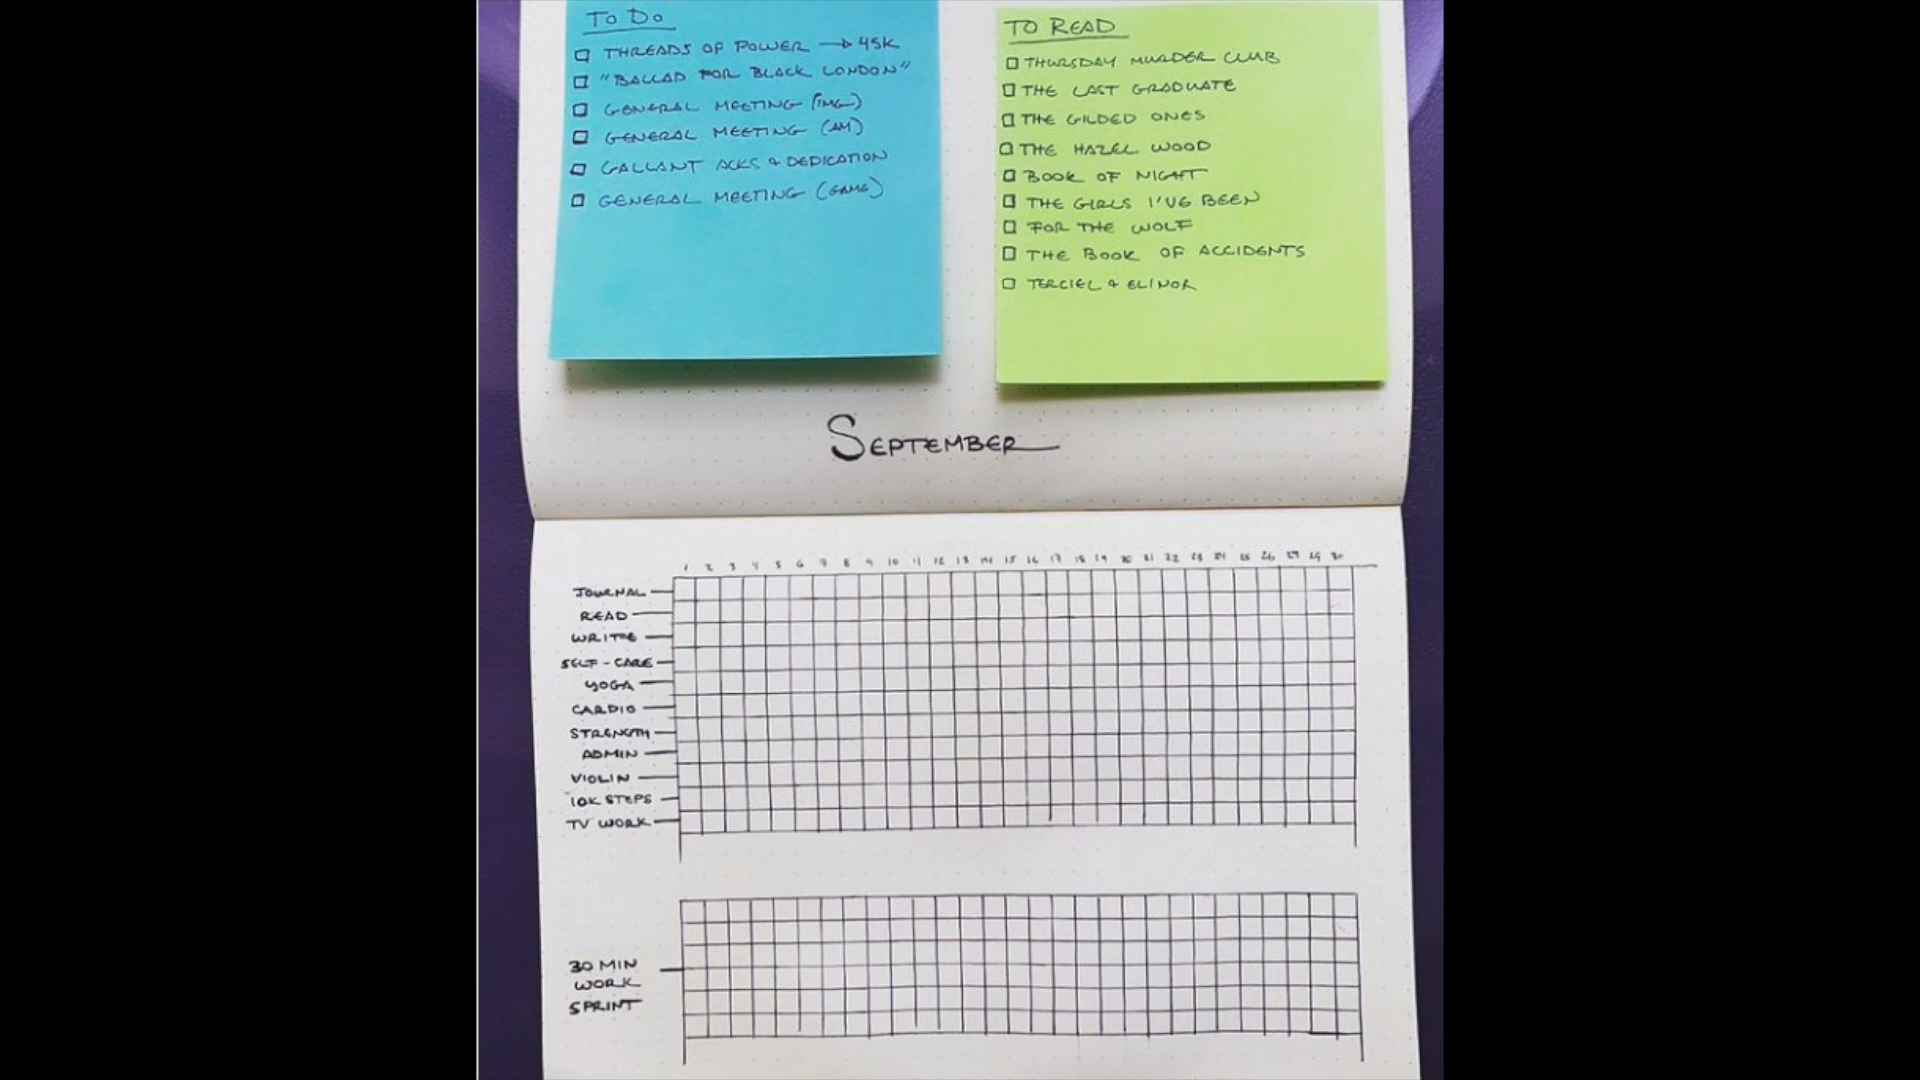 TO DO
THREADS OF POWER → 45K
"BALLAD FOR BLACK LONDON"
GENERAL MEETING (IMG)
GENERAL MEETING (AM)
GALLANT ACKS & DEDICATION
GENERAL MEETING (GAME)
TO READ
THURSDAY MURDER CLUB
THE LAST GRADUATE
THE GILDED ONES
THE HAZEL WOOD
BOOK OF NIGHT
THE GIRLS I'VE BEEN
FOR THE WOLF
THE BOOK OF ACCIDENTS
TERCIEL & ELINOR
SEPTEMBER
1 2 3 4 5 6 7 8 9 10 11 12 13 14 15 16 17 18 19 20 21 22 23 24 25 26 27 29 30
JOURNAL
READ
WRITE
SELF-CARE
YOGA
CARDIO
STRENGTH
ADMIN
VIOLIN
10K STEPS
TV WORK
30 MIN
WORK
SPRINT